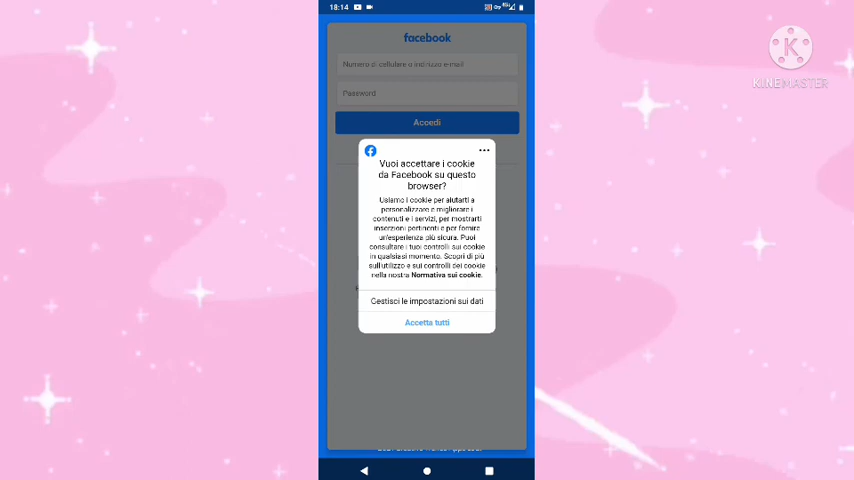 18:14
facebook
Numero di cellulare o indirizzo e-mail
Password
Accedi
Vuoi accettare i cookie
da Facebook su questo
browser?
Usiamo i cookie per aiutarti a
personalizzare e migliorare i
contenuti e i servizi, per mostrarti
inserzioni pertinenti e per fornire
un'esperienza più sicura. Puoi
consultare i tuoi controlli sui cookie
in qualsiasi momento. Scopri di più
sull'utilizzo e sui controlli dei cookie
nella nostra Normativa sui cookie.
Gestisci le impostazioni sui dati
Accetta tutti
K
KINEMASTER